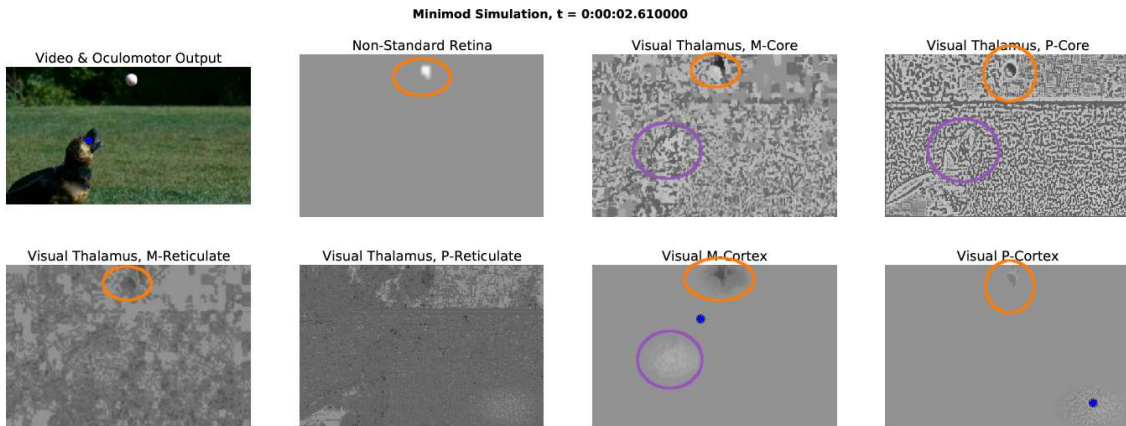 Minimod Simulation, t = 0:00:02.610000
Video & Oculomotor Output
Non-Standard Retina
Visual Thalamus, M-Core
Visual Thalamus, P-Core
Visual Thalamus, M-Reticulate
Visual Thalamus, P-Reticulate
Visual M-Cortex
Visual P-Cortex